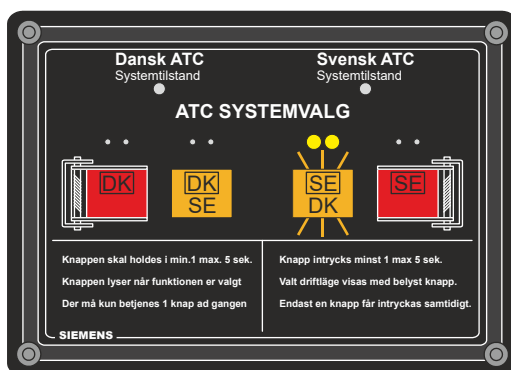 Dansk ATC
Systemtilstand
Svensk ATC
Systimtilstand
ATC SYSTEMVALG
DK
DK
SE
SE
DK
SE
Knappen skal holdes i min.1 max. 5 sek.
Knappen lyser når funktionen er valgt
Der må kun betjenes 1 knap ad gangen
Knapp intrycks minst 1 max 5 sek.
Valt driftläge visas med belyst knapp.
Endast en knapp får intryckas samtidigt.
SIEMENS